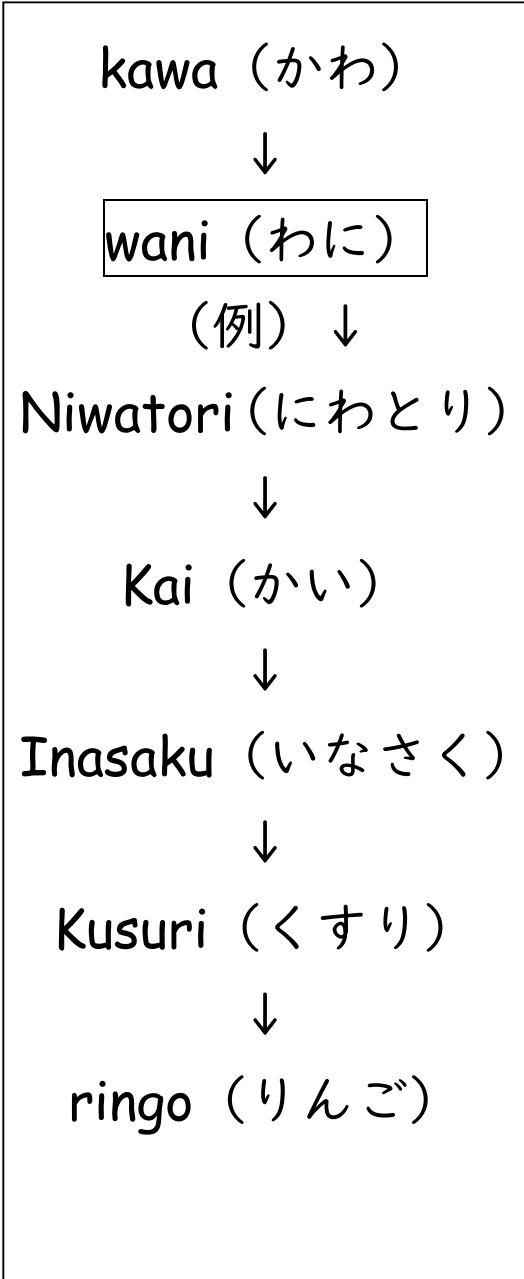 kawa（かわ）
↓
wani（わに）
（例） ↓
Niwatori（にわとり）
↓
Kai（かい）
↓
Inasaku（いなさく）
↓
Kusuri（くすり）
↓
ringo（りんご）